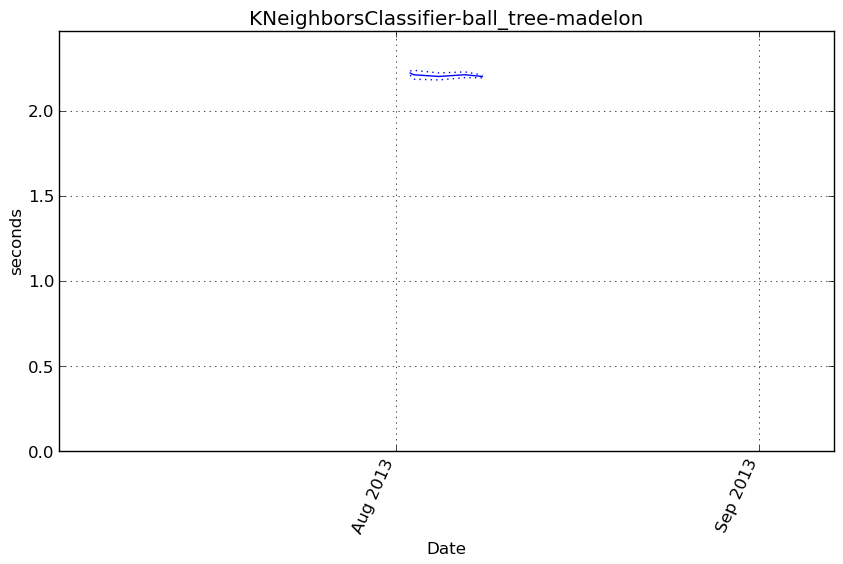 KNeighborsClassifier-ball_tree-madelon
seconds
2.0
1.5
1.0
0.5
0.0
Aug 2013
Sep 2013
Date